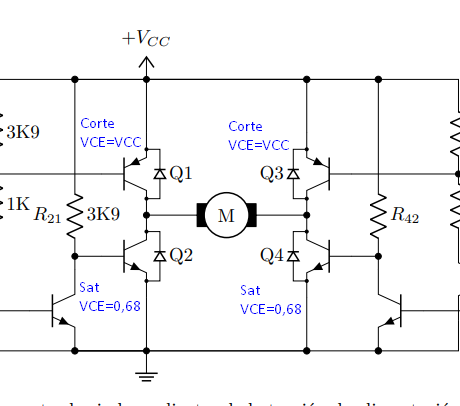 +VCC
Corte
VCE=VCC
Corte
VCE=VCC
3K9
Q1
Q3
1K
R21
3K9
M
R42
Q2
Q4
Sat
VCE=0,68
Sat
VCE=0,68